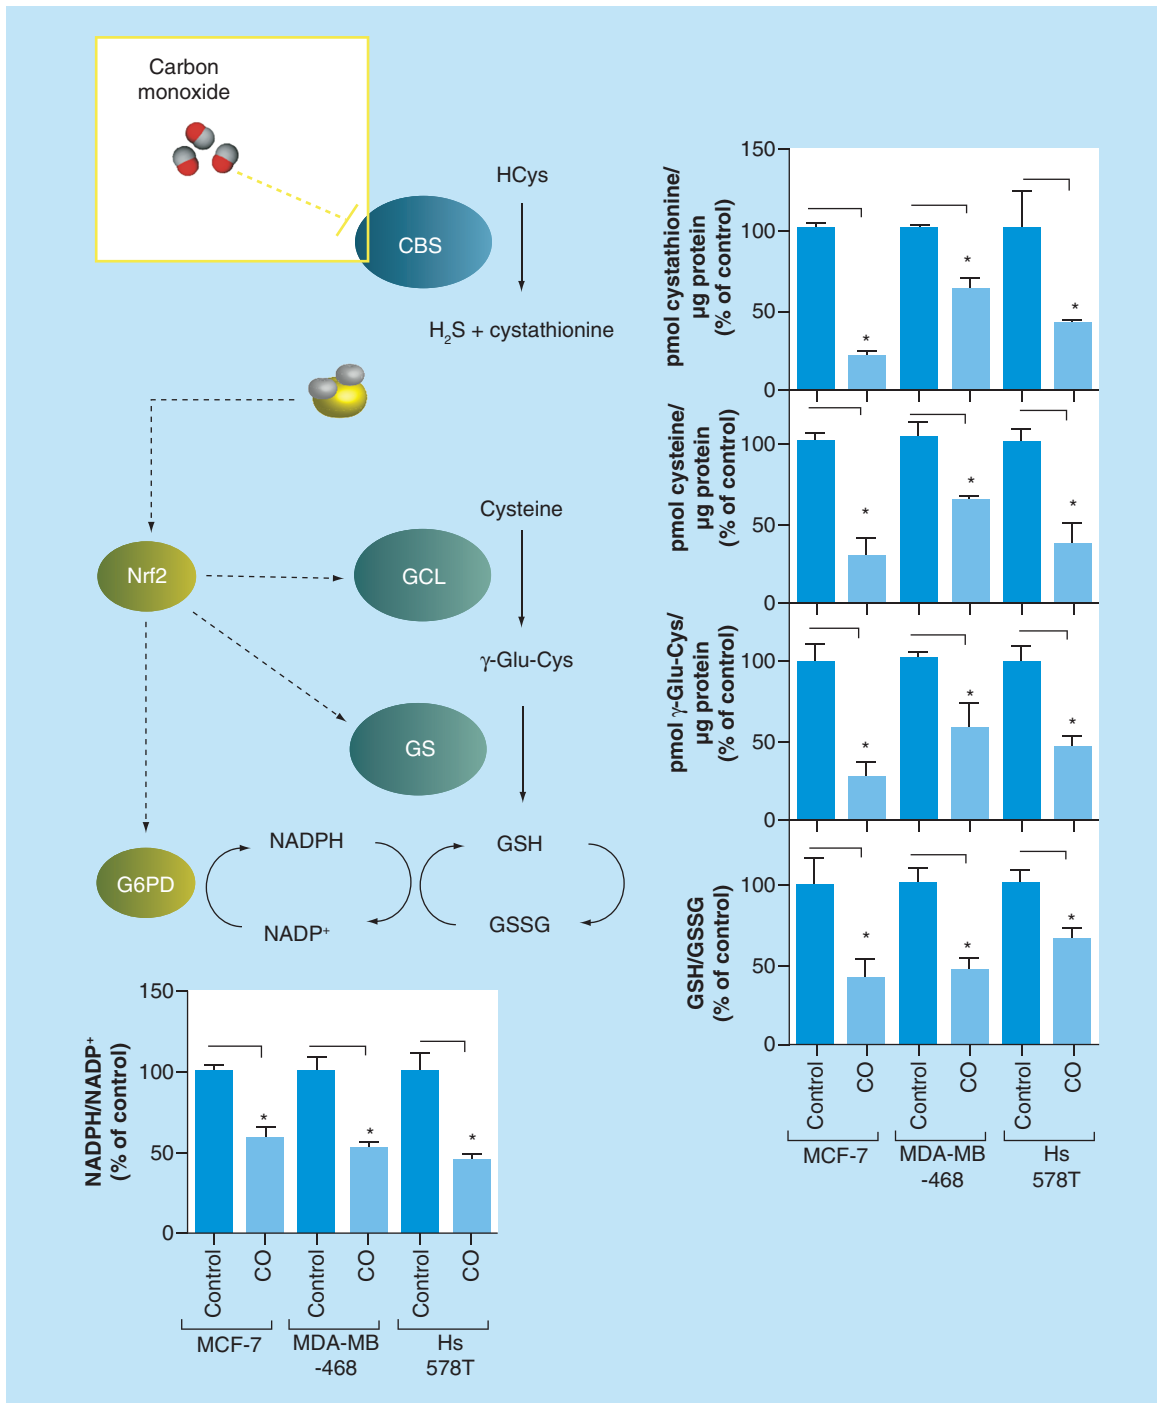 Carbon
monoxide
HCys
CBS
H₂S + cystathionine
Cysteine
Nrf2
GCL
γ-Glu-Cys
GS
NADPH
GSH
G6PD
NADP⁺
GSSG
150
100
50
0
pmol cystathionine/
µg protein
(% of control)
*
*
*
100
50
0
pmol cysteine/
µg protein
(% of control)
*
*
*
100
50
0
pmol γ-Glu-Cys/
µg protein
(% of control)
*
*
*
100
50
0
GSH/GSSG
(% of control)
*
*
*
Control
CO
Control
CO
Control
CO
MCF-7
MDA-MB
-468
Hs
578T
150
100
50
0
NADPH/NADP⁺
(% of control)
*
*
*
Control
CO
Control
CO
Control
CO
MCF-7
MDA-MB
-468
Hs
578T